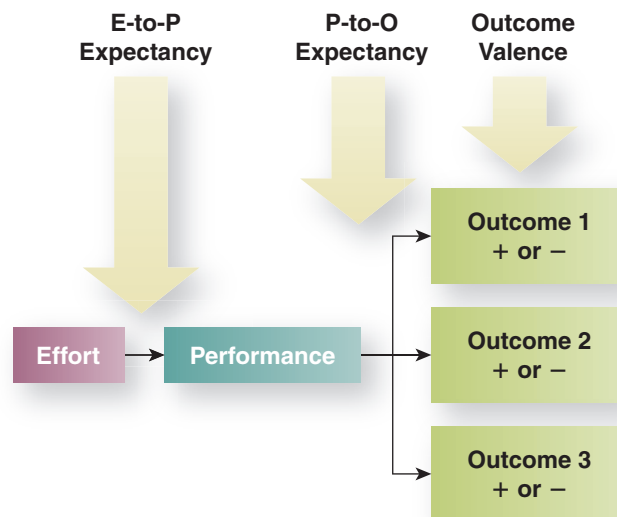 E-to-P
Expectancy
P-to-O
Expectancy
Outcome
Valence
Outcome 1
+ or −
Effort
Performance
Outcome 2
+ or −
Outcome 3
+ or −